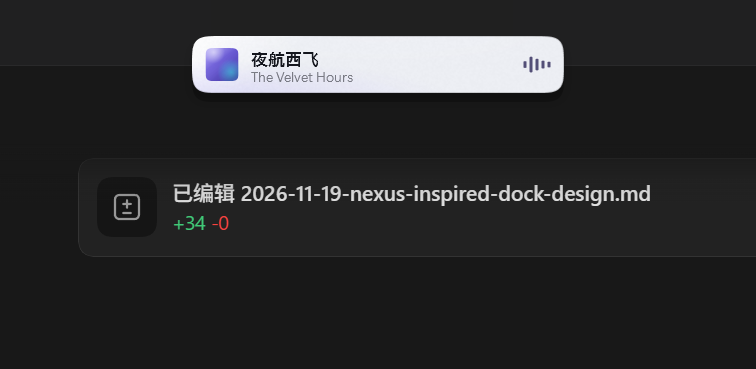 夜航西飞
The Velvet Hours
已编辑 2026-11-19-nexus-inspired-dock-design.md
+34 -0